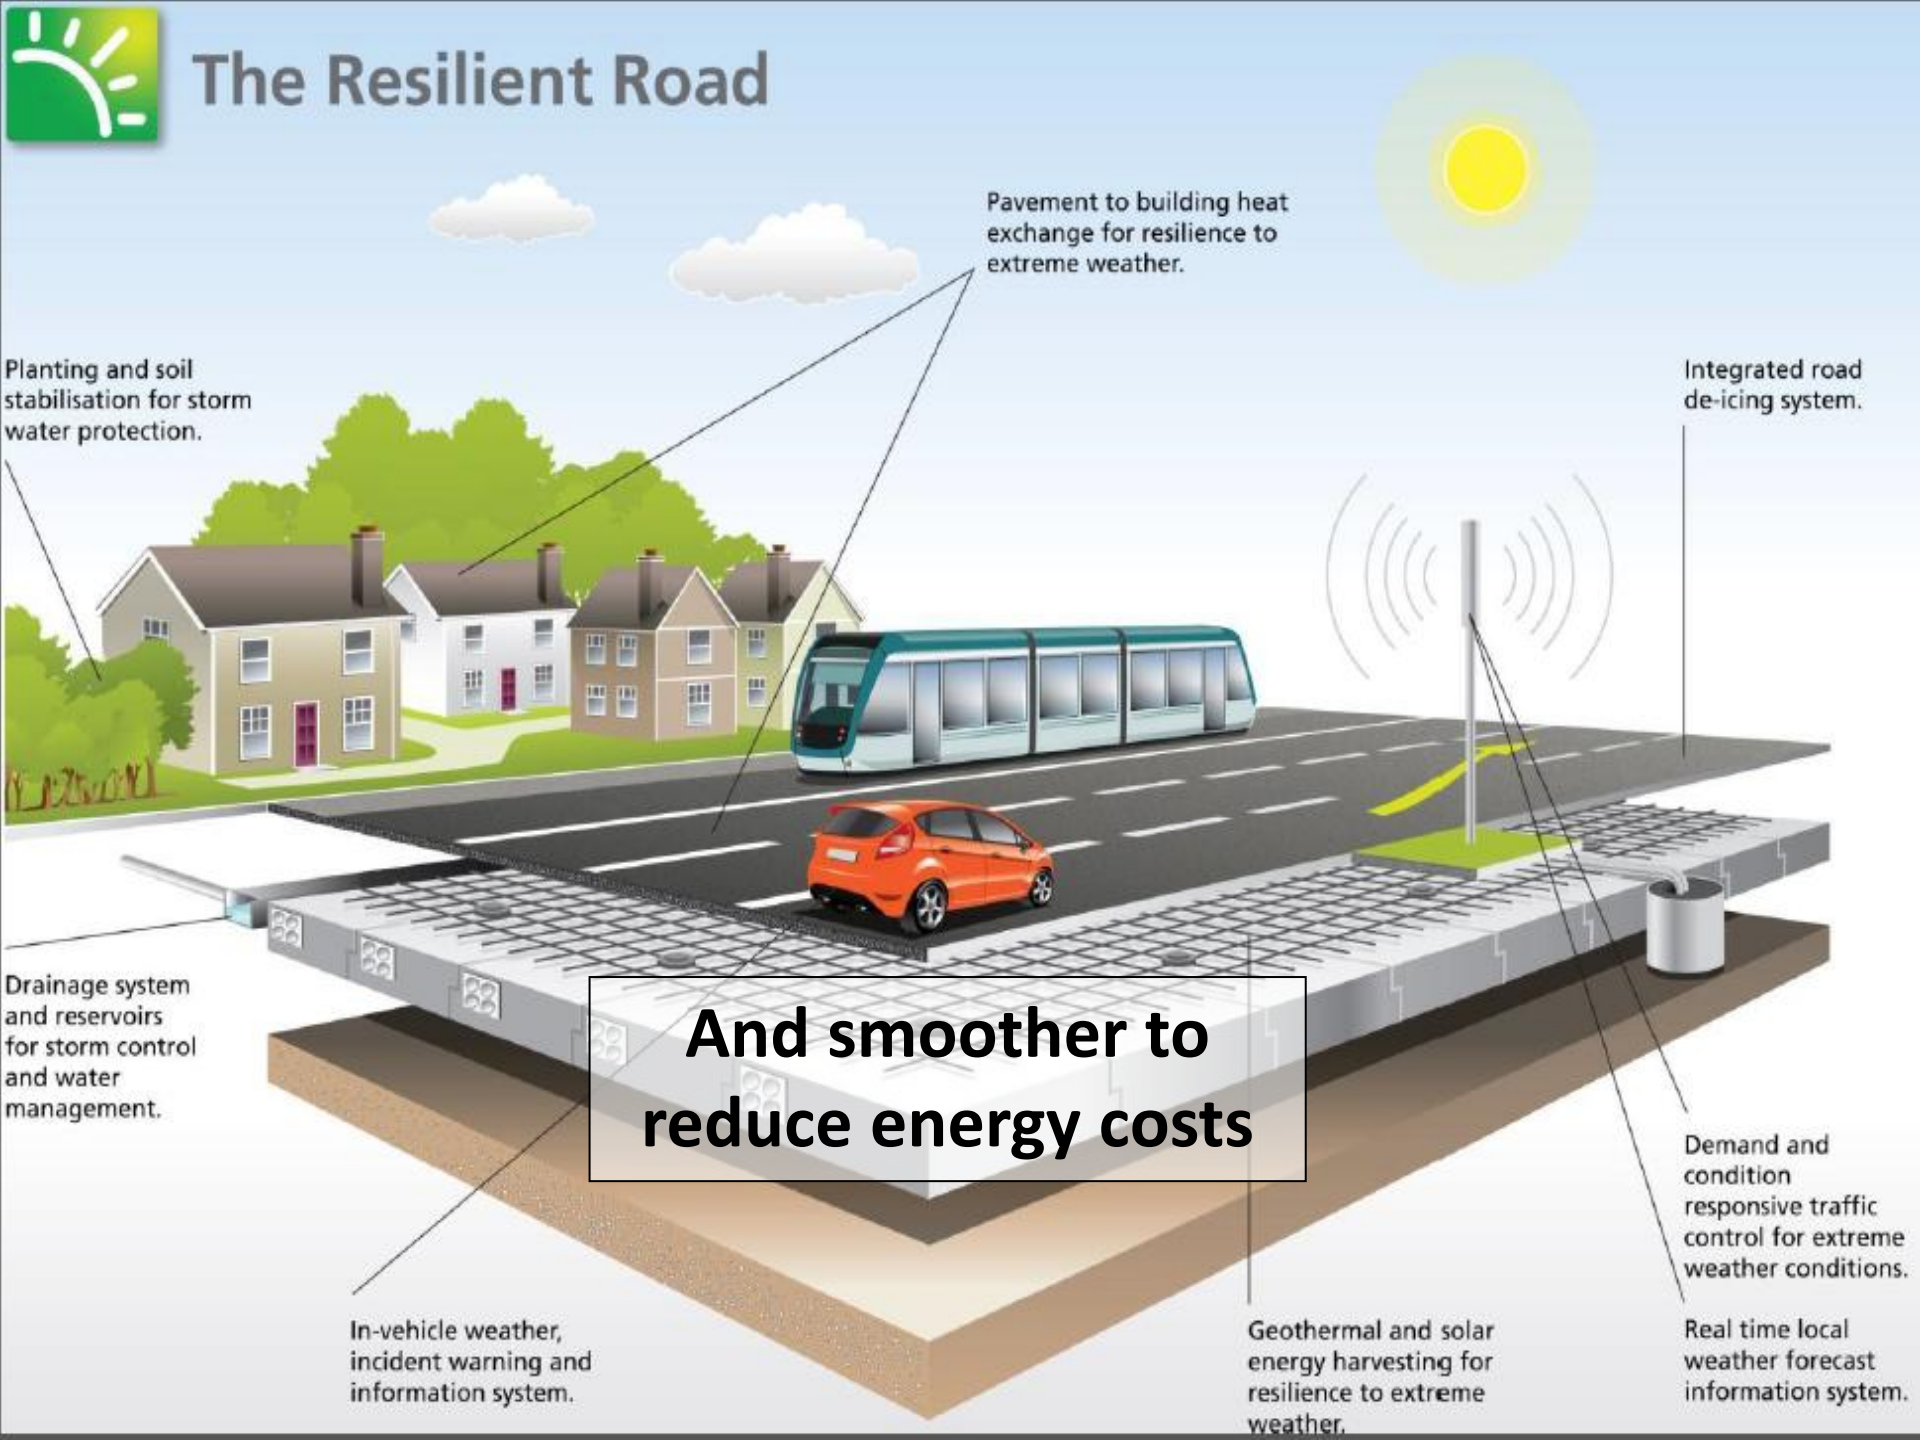 The Resilient Road
Pavement to building heat
exchange for resilience to
extreme weather.
Planting and soil
stabilisation for storm
water protection.
Integrated road
de-icing system.
Drainage system
and reservoirs
for storm control
and water
management.
And smoother to
reduce energy costs
Demand and
condition
responsive traffic
control for extreme
weather conditions.
In-vehicle weather,
incident warning and
information system.
Geothermal and solar
energy harvesting for
resilience to extreme
weather.
Real time local
weather forecast
information system.